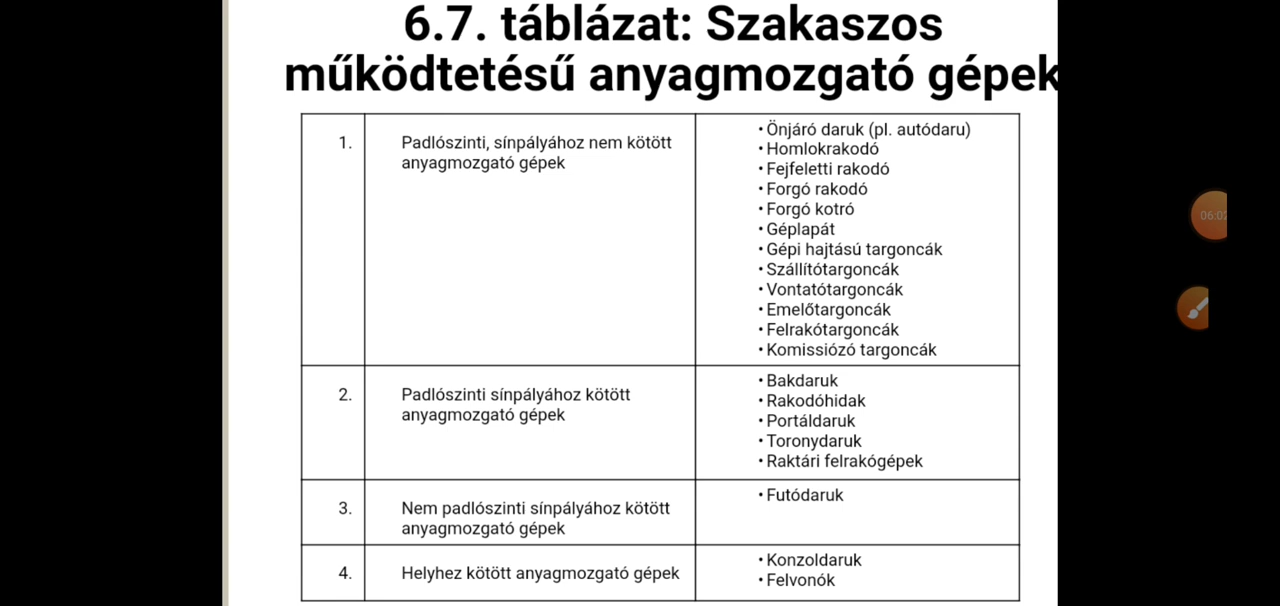 6.7. táblázat: Szakaszos
működtetésű anyagmozgató gépek
1.
Padlószinti, sínpályához nem kötött
anyagmozgató gépek
• Önjáró daruk (pl. autódaru)
• Homlokrakodó
• Fejfeletti rakodó
• Forgó rakodó
• Forgó kotró
• Géplapát
• Gépi hajtású targoncák
• Szállítótargoncák
• Vontatótargoncák
• Emelőtargoncák
• Felrakótargoncák
• Komissiózó targoncák
2.
Padlószinti sínpályához kötött
anyagmozgató gépek
• Bakdaruk
• Rakodóhidak
• Portáldaruk
• Toronydaruk
• Raktári felrakógépek
3.
Nem padlószinti sínpályához kötött
anyagmozgató gépek
• Futódaruk
4.
Helyhez kötött anyagmozgató gépek
• Konzoldaruk
• Felvonók
06:02